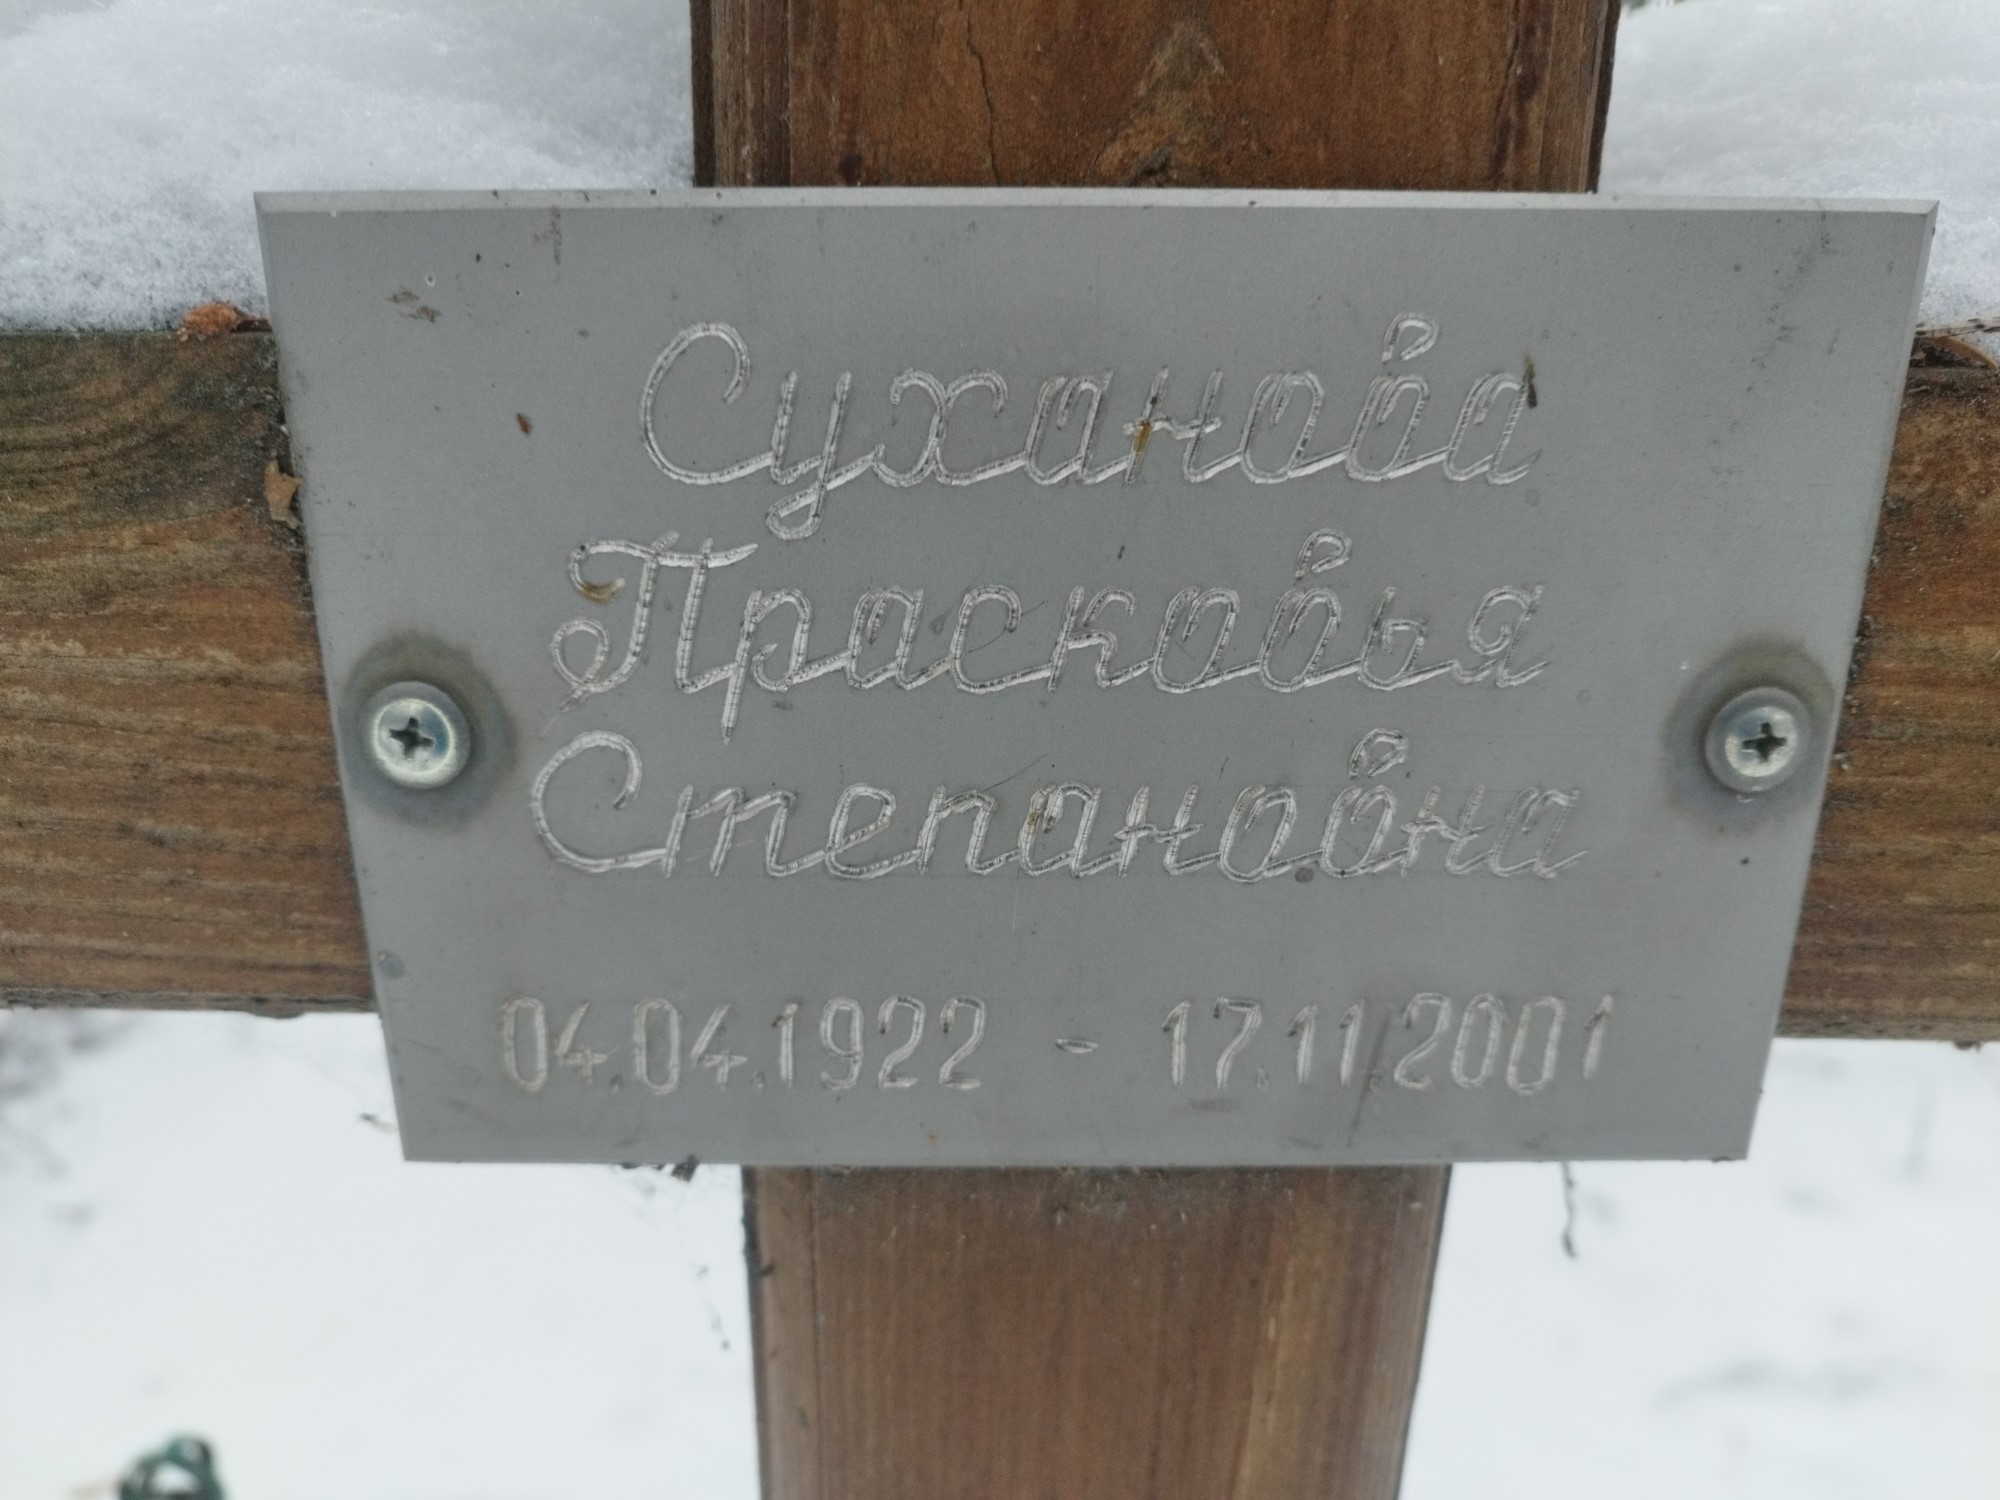 Суханова
Прасковья
Степановна
04.04.1922 - 17.11.2001